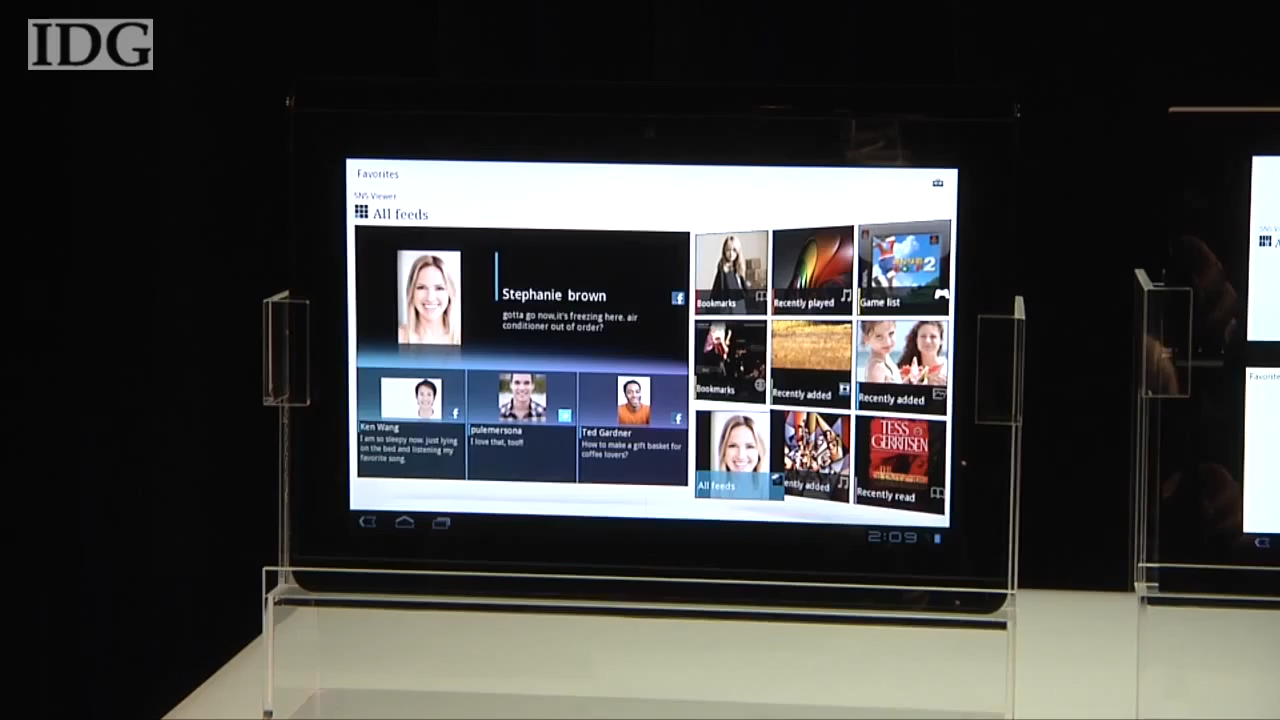 IDG
Favorites
SNS Viewer
All feeds
Stephanie brown
gotta go now,it's freezing here. air
conditioner out of order?
Ken Wang
I am so sleepy now. just lying
on the bed and listening my
favorite song.
pulemersona
I love that, too!!
Ted Gardner
How to make a gift basket for
coffee lovers?
Bookmarks
Recently played
Game list
2
Bookmarks
Recently added
Recently added
All feeds
ently added
TESS
GERRITSEN
THE
Recently read
2:09
Favorite